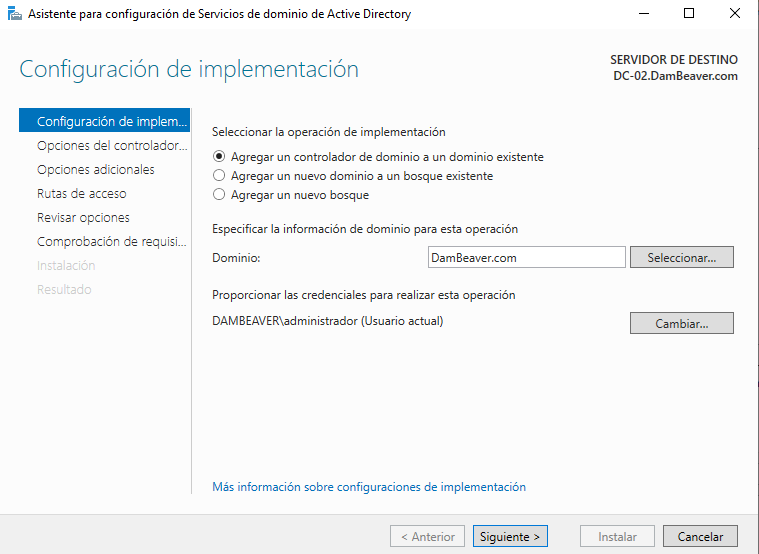 Asistente para configuración de Servicios de dominio de Active Directory
Configuración de implementación
SERVIDOR DE DESTINO
DC-02.DamBeaver.com
Configuración de implem...
Opciones del controlador...
Opciones adicionales
Rutas de acceso
Revisar opciones
Comprobación de requisi...
Instalación
Resultado
Seleccionar la operación de implementación
Agregar un controlador de dominio a un dominio existente
Agregar un nuevo dominio a un bosque existente
Agregar un nuevo bosque
Especificar la información de dominio para esta operación
Dominio: DamBeaver.com Seleccionar...
Proporcionar las credenciales para realizar esta operación
DAMBEAVER\administrador (Usuario actual) Cambiar...
Más información sobre configuraciones de implementación
< Anterior Siguiente > Instalar Cancelar